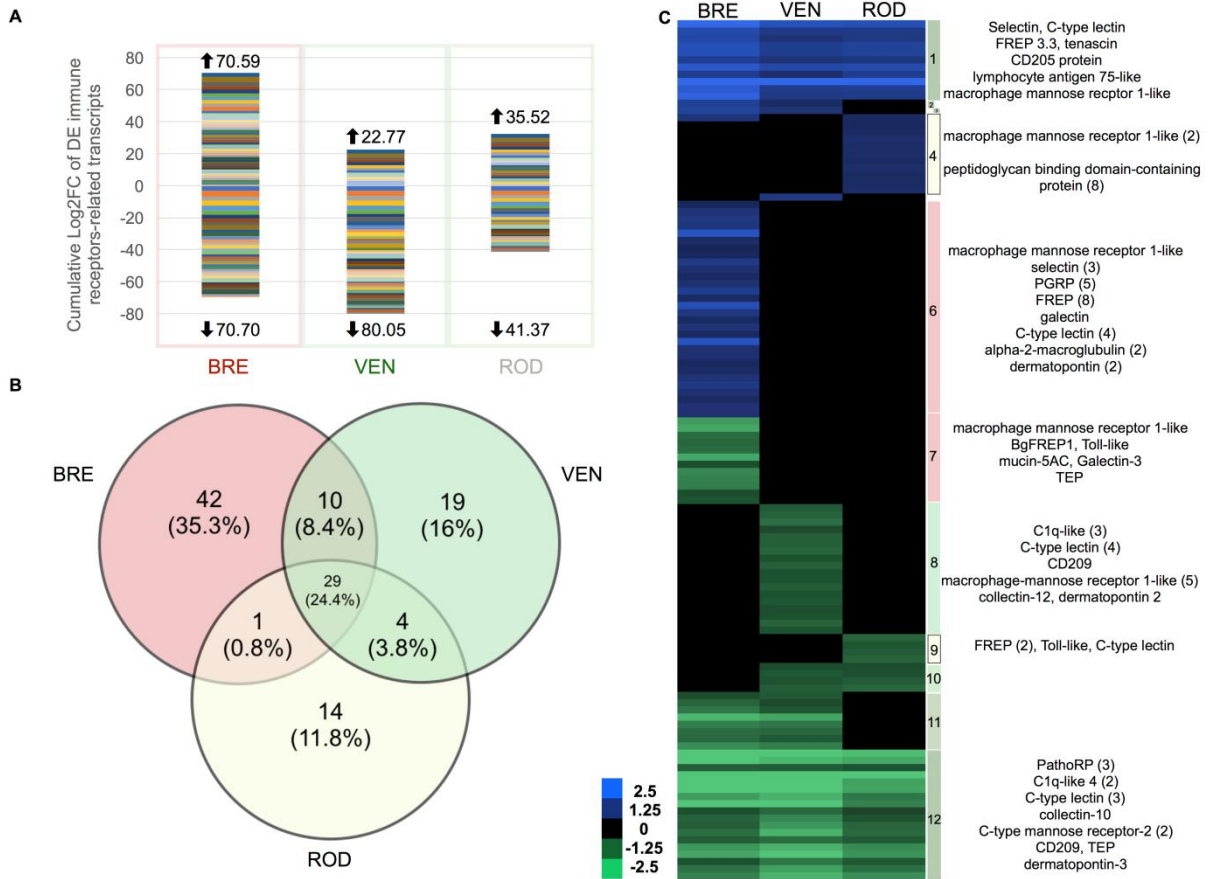 A
Cumulative Log2FC of DE immune
receptors-related transcripts
80
60
40
20
0
-20
-40
-60
-80
70.59
22.77
35.52
70.70
80.05
41.37
BRE
VEN
ROD
B
BRE
VEN
ROD
42
(35.3%)
10
(8.4%)
19
(16%)
29
(24.4%)
1
(0.8%)
4
(3.8%)
14
(11.8%)
C
BRE VEN ROD
1
Selectin, C-type lectin
FREP 3.3, tenascin
CD205 protein
lymphocyte antigen 75-like
macrophage mannose recptor 1-like
2
4
macrophage mannose receptor 1-like (2)
peptidoglycan binding domain-containing
protein (8)
6
macrophage mannose receptor 1-like
selectin (3)
PGRP (5)
FREP (8)
galectin
C-type lectin (4)
alpha-2-macroglubulin (2)
dermatopontin (2)
7
macrophage mannose receptor 1-like
BgFREP1, Toll-like
mucin-5AC, Galectin-3
TEP
8
C1q-like (3)
C-type lectin (4)
CD209
macrophage-mannose receptor 1-like (5)
collectin-12, dermatopontin 2
9
FREP (2), Toll-like, C-type lectin
10
11
12
PathoRP (3)
C1q-like 4 (2)
C-type lectin (3)
collectin-10
C-type mannose receptor-2 (2)
CD209, TEP
dermatopontin-3
2.5
1.25
0
-1.25
-2.5